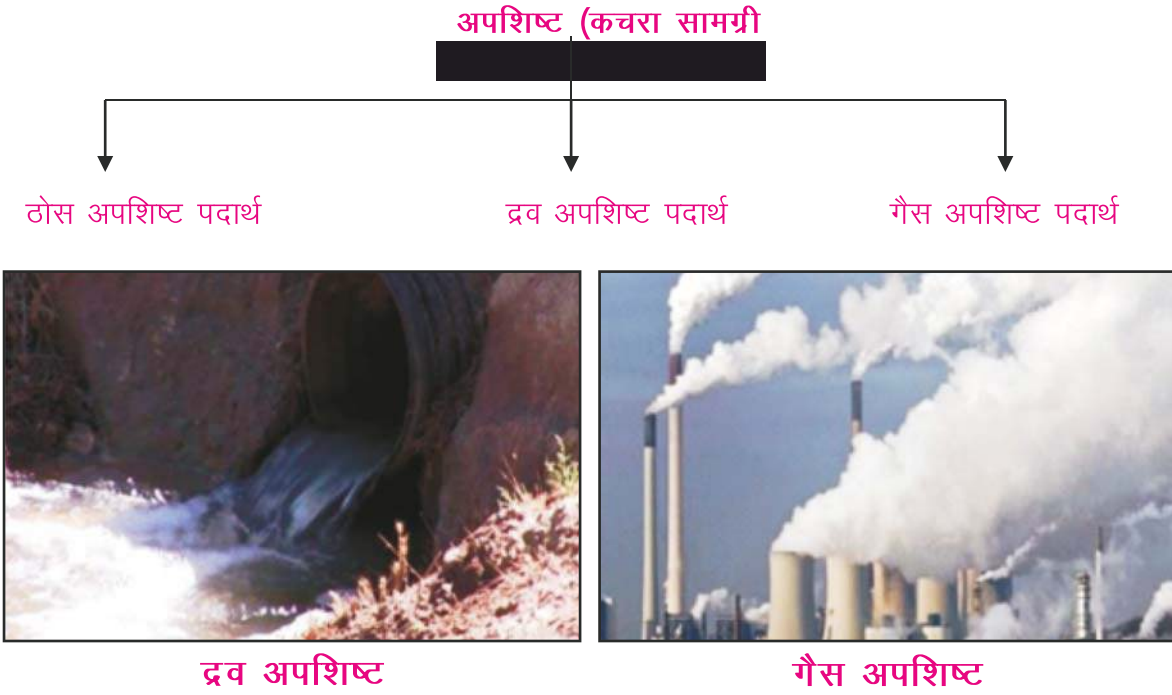 अपशिष्ट (कचरा सामग्री
ठोस अपशिष्ट पदार्थ
द्रव अपशिष्ट पदार्थ
गैस अपशिष्ट पदार्थ
द्रव अपशिष्ट
गैस अपशिष्ट